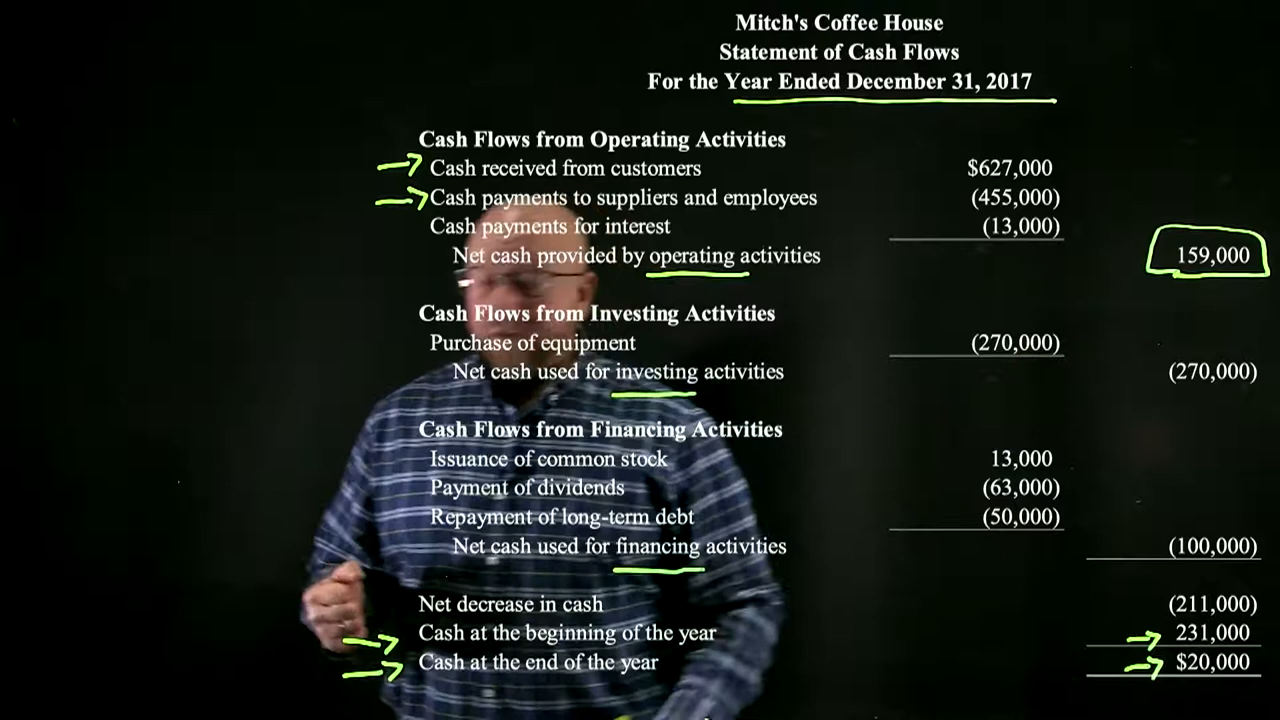 Mitch's Coffee House
Statement of Cash Flows
For the Year Ended December 31, 2017
Cash Flows from Operating Activities
Cash received from customers $627,000
Cash payments to suppliers and employees (455,000)
Cash payments for interest (13,000)
Net cash provided by operating activities 159,000
Cash Flows from Investing Activities
Purchase of equipment (270,000)
Net cash used for investing activities (270,000)
Cash Flows from Financing Activities
Issuance of common stock 13,000
Payment of dividends (63,000)
Repayment of long-term debt (50,000)
Net cash used for financing activities (100,000)
Net decrease in cash (211,000)
Cash at the beginning of the year 231,000
Cash at the end of the year $20,000